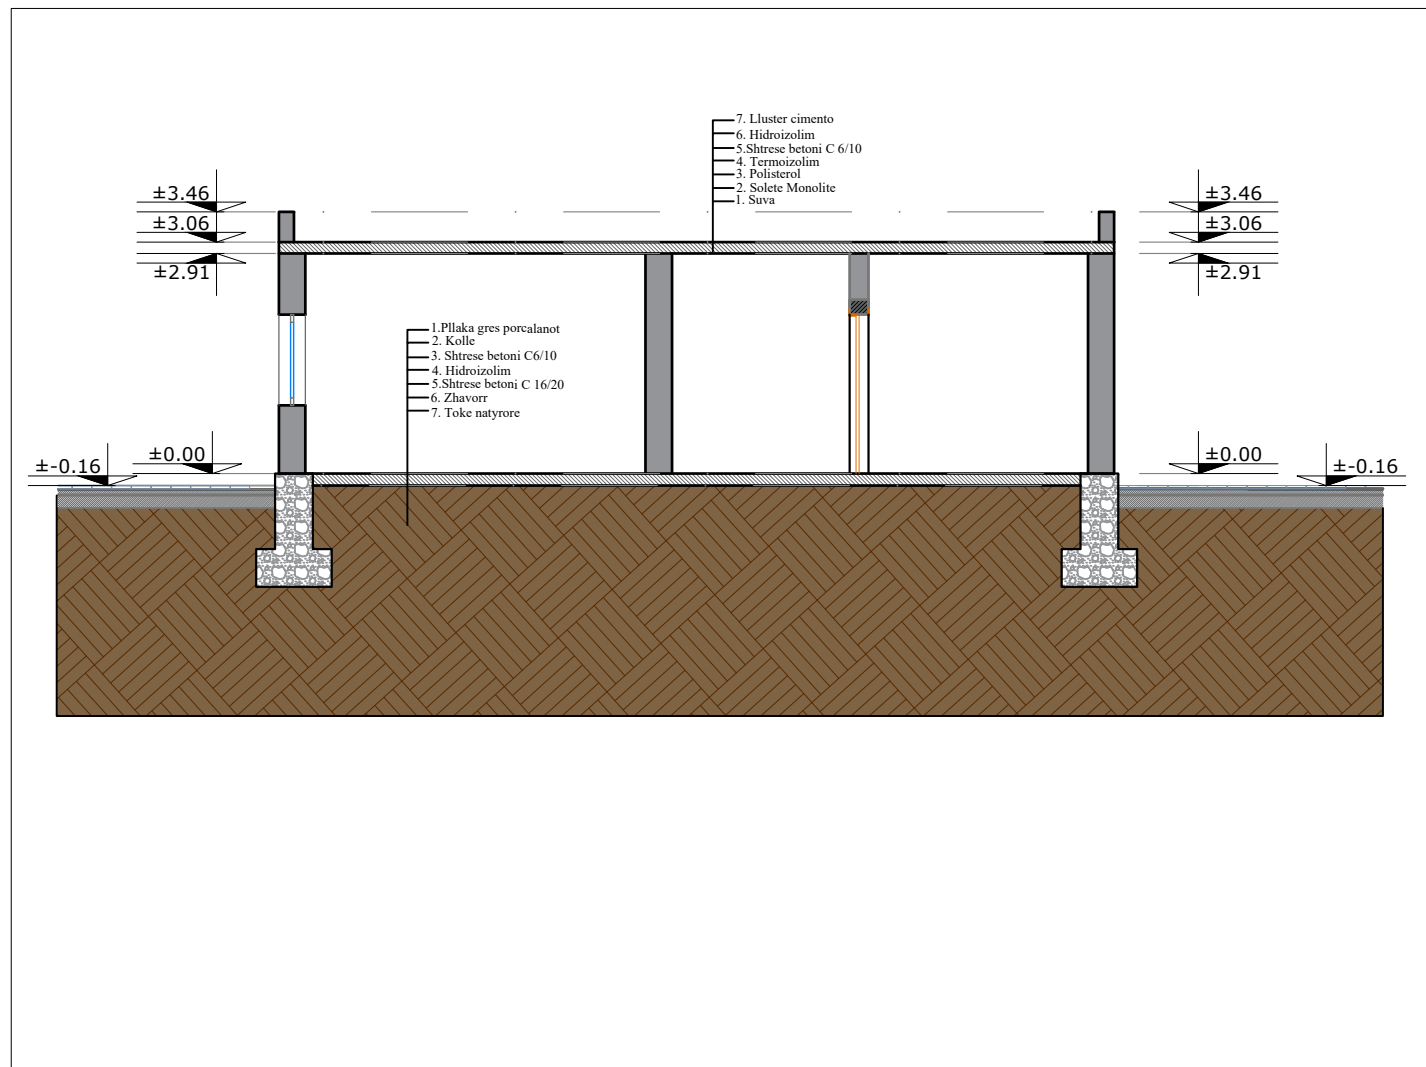 7. Lluster cimento
6. Hidroizolim
5.Shtrese betoni C 6/10
4. Termoizolim
3. Polisterol
2. Solete Monolite
1. Suva
±3.46
±3.46
±3.06
±3.06
±2.91
±2.91
1.Pllaka gres porcalanot
2. Kolle
3. Shtrese betoni C6/10
4. Hidroizolim
5.Shtrese betoni C 16/20
6. Zhavorr
7. Toke natyrore
±-0.16
±0.00
±0.00
±-0.16